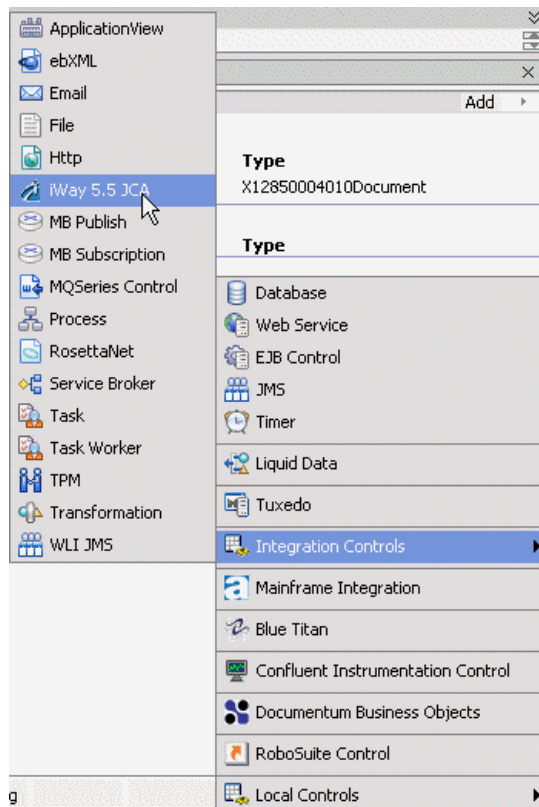 ApplicationView
ebXML
Email
File
Http
iWay 5.5 JCA
MB Publish
MB Subscription
MQSeries Control
Process
RosettaNet
Service Broker
Task
Task Worker
TPM
Transformation
WLI JMS
Add
Type
X12850004010Document
Type
Database
Web Service
EJB Control
JMS
Timer
Liquid Data
Tuxedo
Integration Controls
Mainframe Integration
Blue Titan
Confluent Instrumentation Control
Documentum Business Objects
RoboSuite Control
Local Controls
g